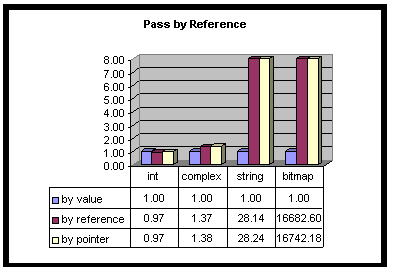 Pass by Reference
8.00
7.00
6.00
5.00
4.00
3.00
2.00
1.00
0.00
int complex string bitmap
by value 1.00 1.00 1.00 1.00
by reference 0.97 1.37 28.14 16682.60
by pointer 0.97 1.38 28.24 16742.18